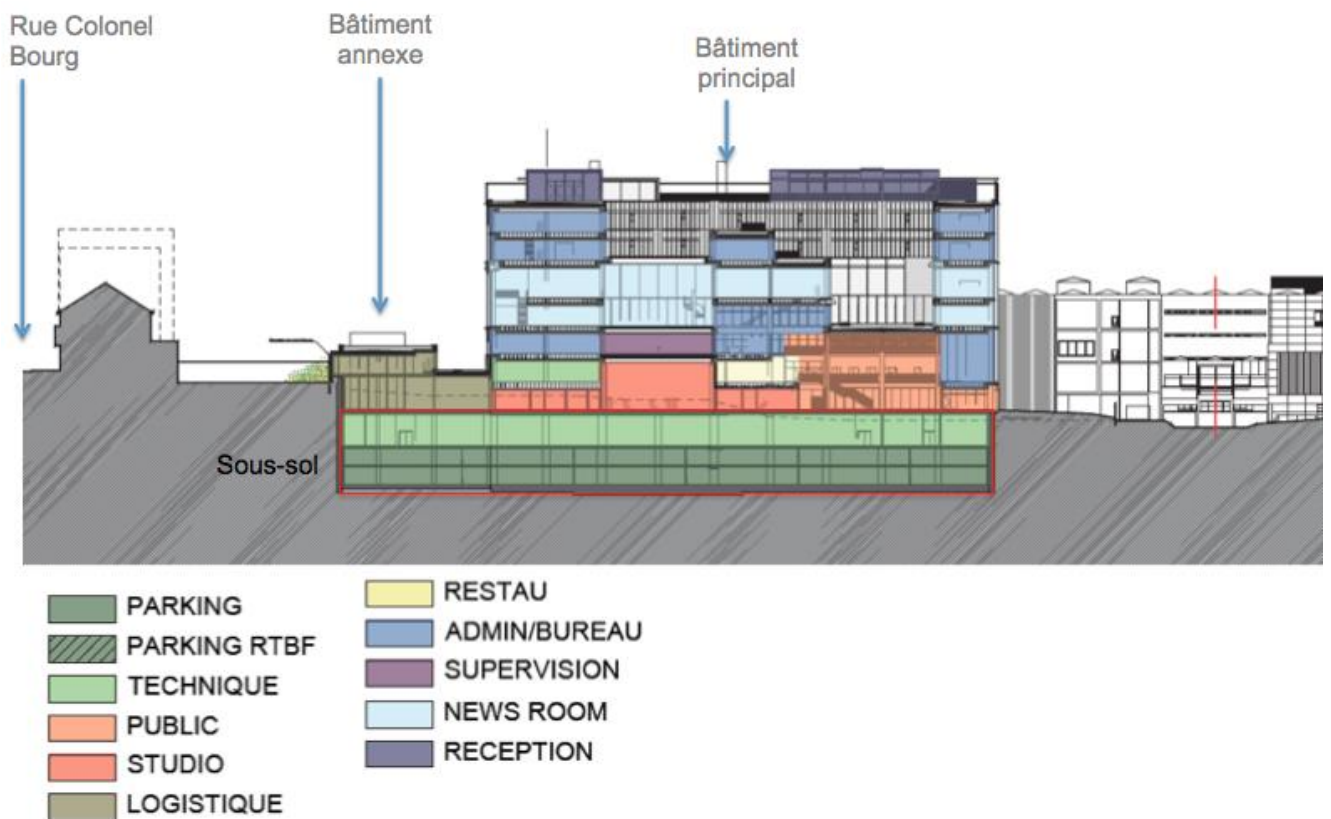 Rue Colonel
Bourg
Bâtiment
annexe
Bâtiment
principal
Sous-sol
PARKING
PARKING RTBF
TECHNIQUE
PUBLIC
STUDIO
LOGISTIQUE
RESTAU
ADMIN/BUREAU
SUPERVISION
NEWS ROOM
RECEPTION